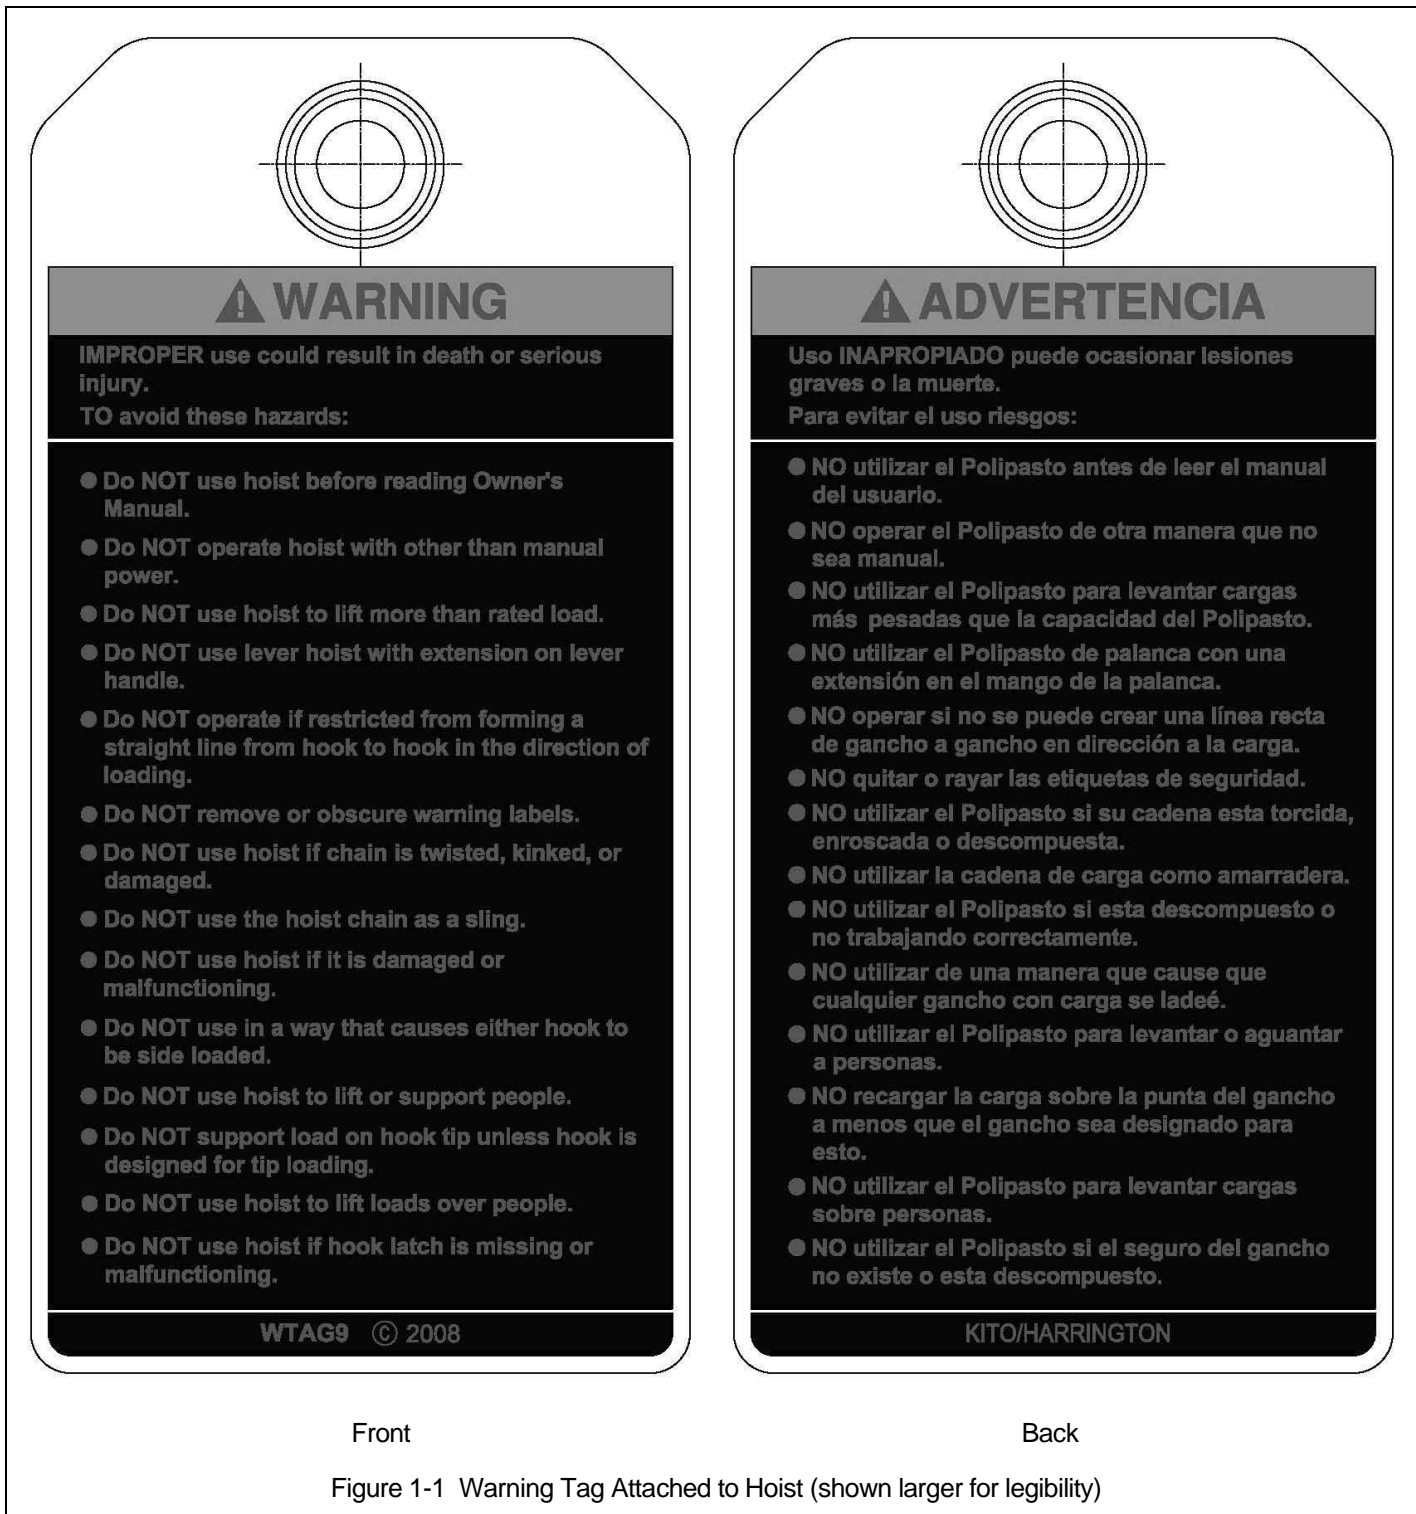 ⚠ WARNING
IMPROPER use could result in death or serious
injury.
TO avoid these hazards:
● Do NOT use hoist before reading Owner's
Manual.
● Do NOT operate hoist with other than manual
power.
● Do NOT use hoist to lift more than rated load.
● Do NOT use lever hoist with extension on lever
handle.
● Do NOT operate if restricted from forming a
straight line from hook to hook in the direction of
loading.
● Do NOT remove or obscure warning labels.
● Do NOT use hoist if chain is twisted, kinked, or
damaged.
● Do NOT use the hoist chain as a sling.
● Do NOT use hoist if it is damaged or
malfunctioning.
● Do NOT use in a way that causes either hook to
be side loaded.
● Do NOT use hoist to lift or support people.
● Do NOT support load on hook tip unless hook is
designed for tip loading.
● Do NOT use hoist to lift loads over people.
● Do NOT use hoist if hook latch is missing or
malfunctioning.
WTAG9 © 2008
⚠ ADVERTENCIA
Uso INAPROPIADO puede ocasionar lesiones
graves o la muerte.
Para evitar el uso riesgos:
● NO utilizar el Polipasto antes de leer el manual
del usuario.
● NO operar el Polipasto de otra manera que no
sea manual.
● NO utilizar el Polipasto para levantar cargas
más pesadas que la capacidad del Polipasto.
● NO utilizar el Polipasto de palanca con una
extensión en el mango de la palanca.
● NO operar si no se puede crear una línea recta
de gancho a gancho en dirección a la carga.
● NO quitar o rayar las etiquetas de seguridad.
● NO utilizar el Polipasto si su cadena esta torcida,
enroscada o descompuesta.
● NO utilizar la cadena de carga como amarradera.
● NO utilizar el Polipasto si esta descompuesto o
no trabajando correctamente.
● NO utilizar de una manera que cause que
cualquier gancho con carga se ladeé.
● NO utilizar el Polipasto para levantar o aguantar
a personas.
● NO recargar la carga sobre la punta del gancho
a menos que el gancho sea designado para
esto.
● NO utilizar el Polipasto para levantar cargas
sobre personas.
● NO utilizar el Polipasto si el seguro del gancho
no existe o esta descompuesto.
KITO/HARRINGTON
Front
Back
Figure 1-1 Warning Tag Attached to Hoist (shown larger for legibility)